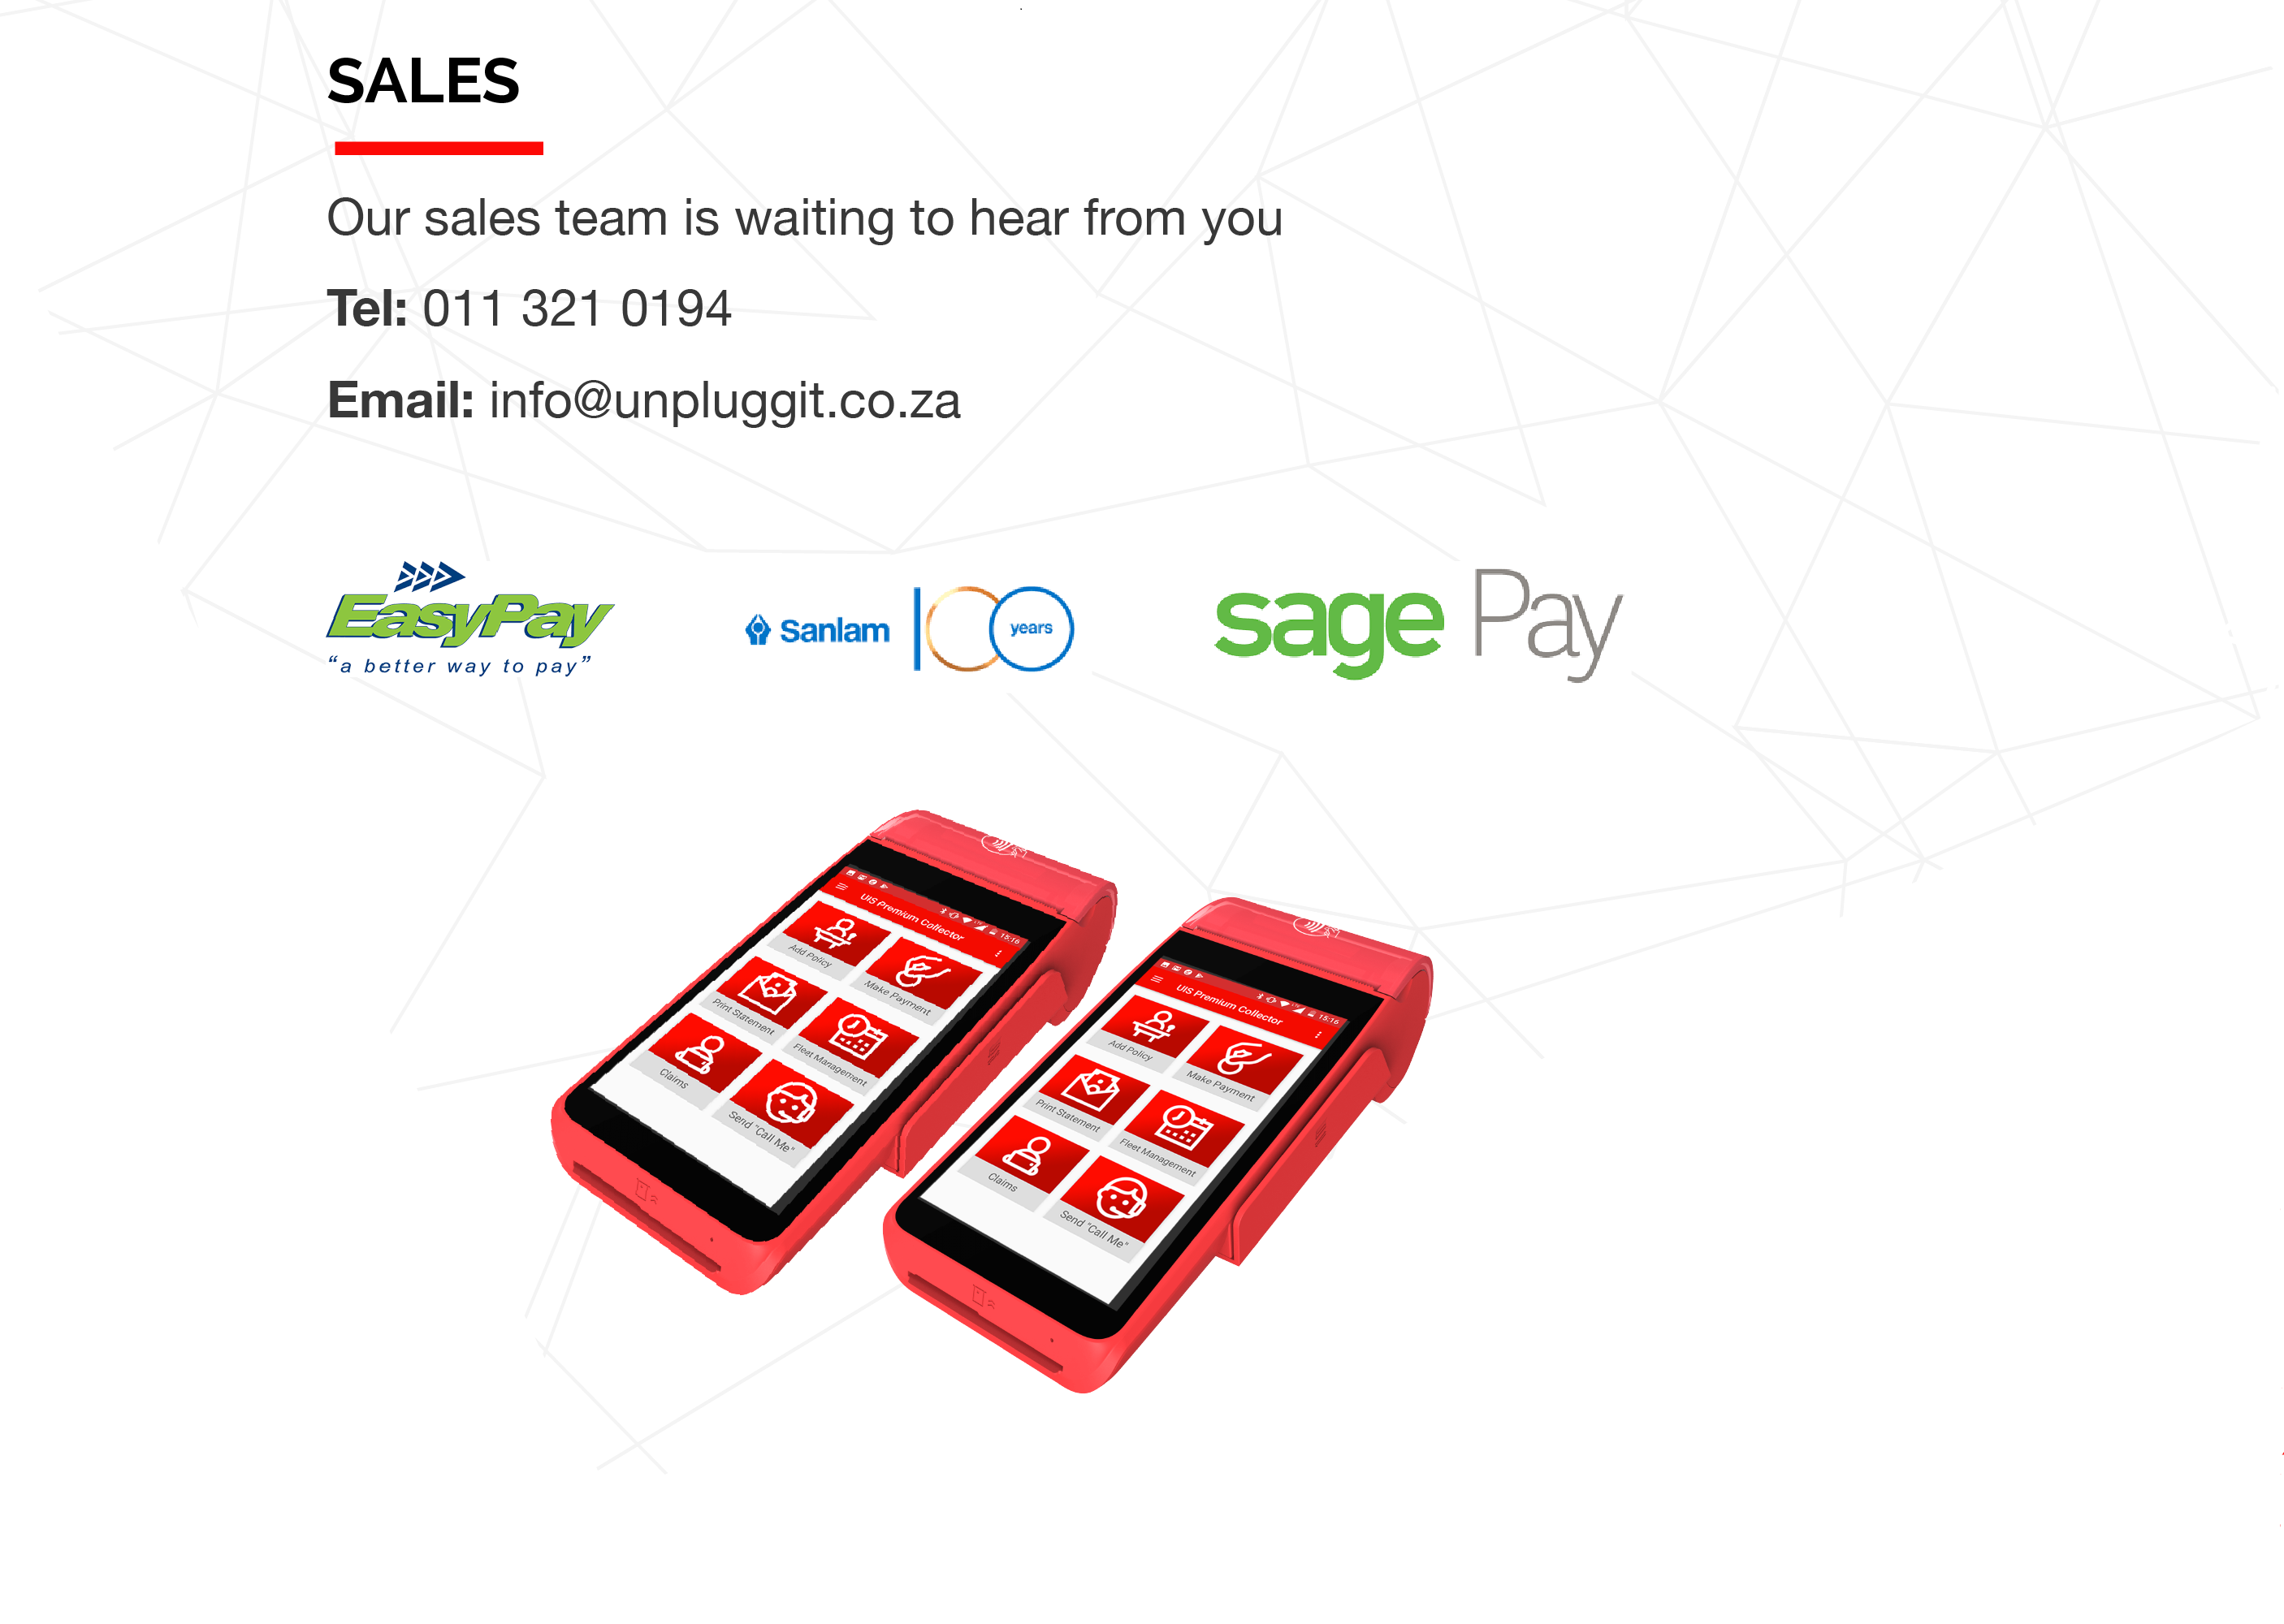 SALES
Our sales team is waiting to hear from you
Tel: 011 321 0194
Email: info@unpluggit.co.za
EasyPay
“a better way to pay”
Sanlam
100 years
sage Pay
15:16
UIS Premium Collector
Add Policy
Make Payment
Print Statement
Fleet Management
Claims
Send "Call Me"
15:16
UIS Premium Collector
Add Policy
Make Payment
Print Statement
Fleet Management
Claims
Send "Call Me"